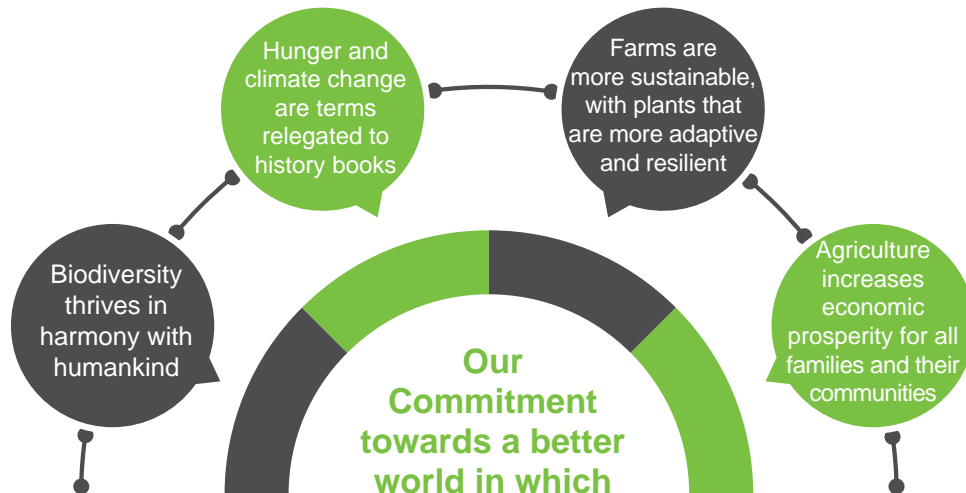 Hunger and
climate change
are terms
relegated to
history books
Farms are
more sustainable,
with plants that
are more adaptive
and resilient
Biodiversity
thrives in
harmony with
humankind
Agriculture
increases
economic
prosperity for all
families and their
communities
Our
Commitment
towards a better
world in which